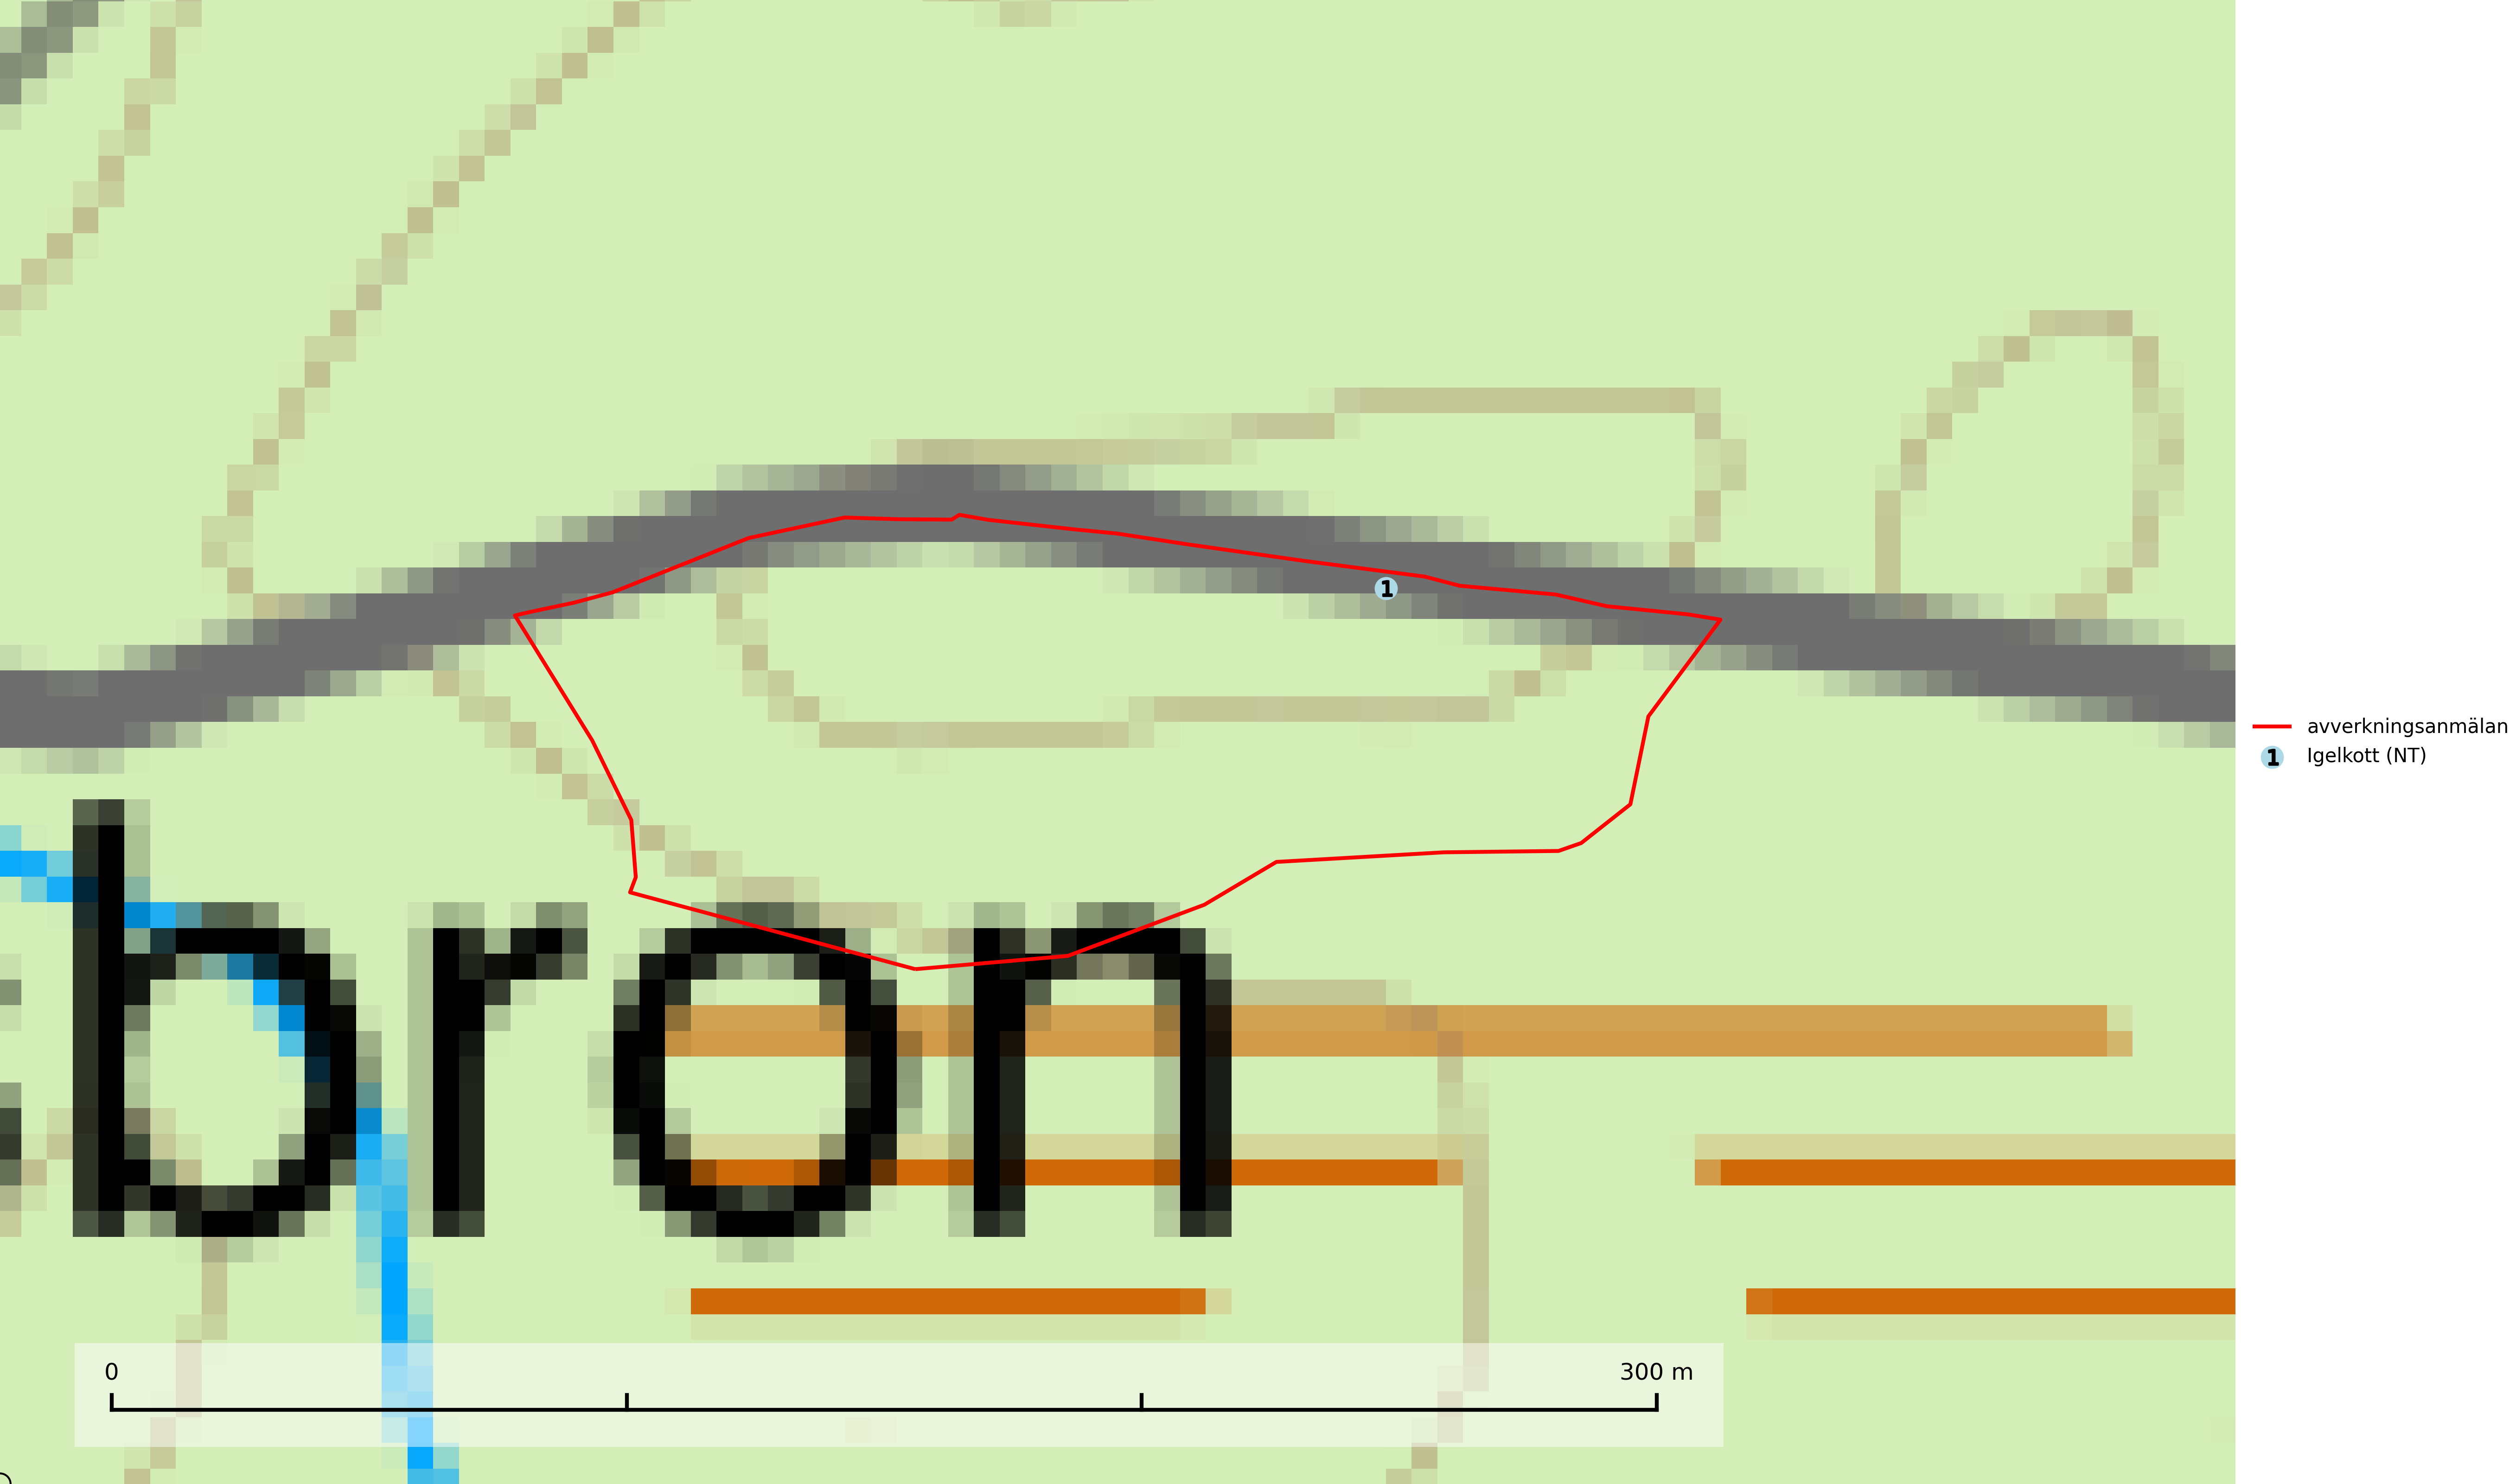 1
bron
0 300 m
avverkningsanmälan
1 Igelkott (NT)